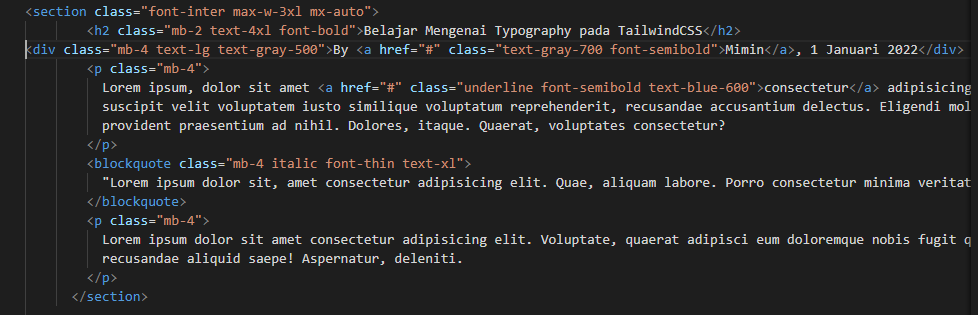 <section class="font-inter max-w-3xl mx-auto">
<h2 class="mb-2 text-4xl font-bold">Belajar Mengenai Typography pada TailwindCSS</h2>
<div class="mb-4 text-lg text-gray-500">By <a href="#" class="text-gray-700 font-semibold">Mimin</a>, 1 Januari 2022</div>
<p class="mb-4">
Lorem ipsum, dolor sit amet <a href="#" class="underline font-semibold text-blue-600">consectetur</a> adipisicing
suscipit velit voluptatem iusto similique voluptatum reprehenderit, recusandae accusantium delectus. Eligendi mol
provident praesentium ad nihil. Dolores, itaque. Quaerat, voluptates consectetur?
</p>
<blockquote class="mb-4 italic font-thin text-xl">
"Lorem ipsum dolor sit, amet consectetur adipisicing elit. Quae, aliquam labore. Porro consectetur minima veritat
</blockquote>
<p class="mb-4">
Lorem ipsum dolor sit amet consectetur adipisicing elit. Voluptate, quaerat adipisci eum doloremque nobis fugit q
recusandae aliquid saepe! Aspernatur, deleniti.
</p>
</section>